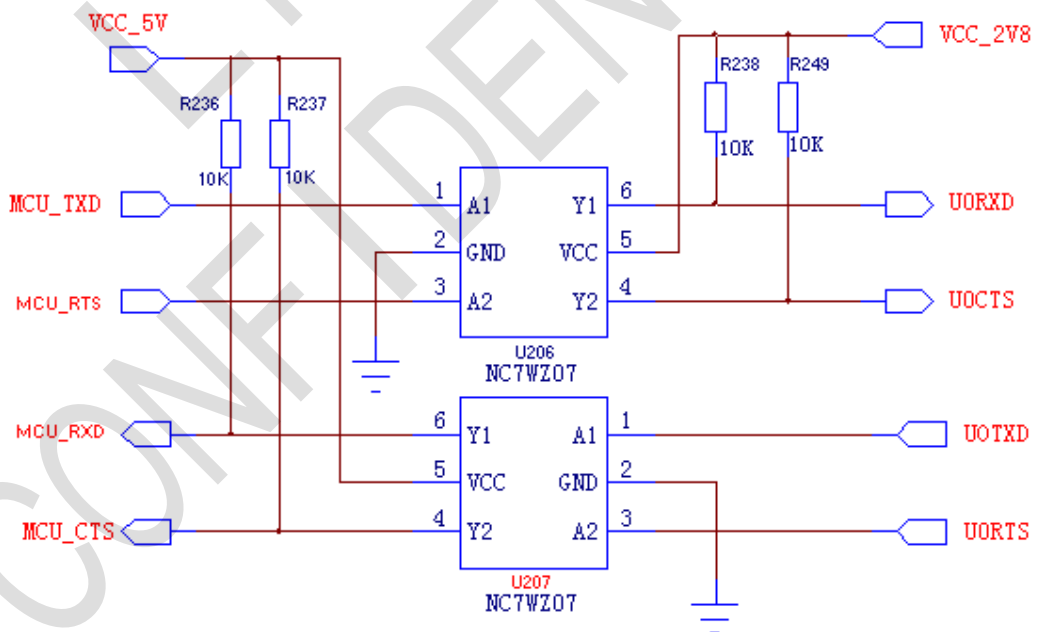 VCC_5V
VCC_2V8
R236
R237
R238
R249
10K
10K
10K
10K
MCU_TXD
1
A1
Y1
6
U0RXD
2
GND
VCC
5
MCU_RTS
3
A2
Y2
4
U0CTS
U206
NC7WZ07
MCU_RXD
6
Y1
A1
1
U0TXD
5
VCC
GND
2
MCU_CTS
4
Y2
A2
3
U0RTS
U207
NC7WZ07
CONFIDEN